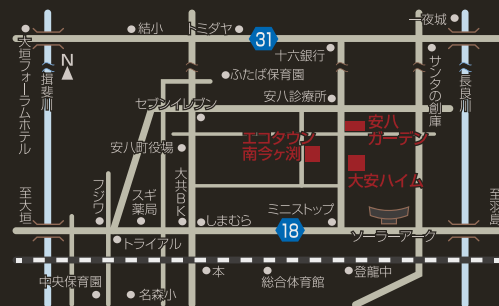 一夜城
結小
トミダヤ
31
十六銀行
N
大垣フォーラムホテル
揖斐川
長良川
サンタの倉庫
ふたば保育園
安八診療所
セブンイレブン
安八
ガーデン
エコタウン
南今ヶ渕
安八町役場
大安ハイム
大共BK
至大垣
フジワ
スギ
薬局
至羽島
ミニストップ
しまむら
18
ソーラーアーク
トライアル
本
総合体育館
登龍中
中央保育園
名森小